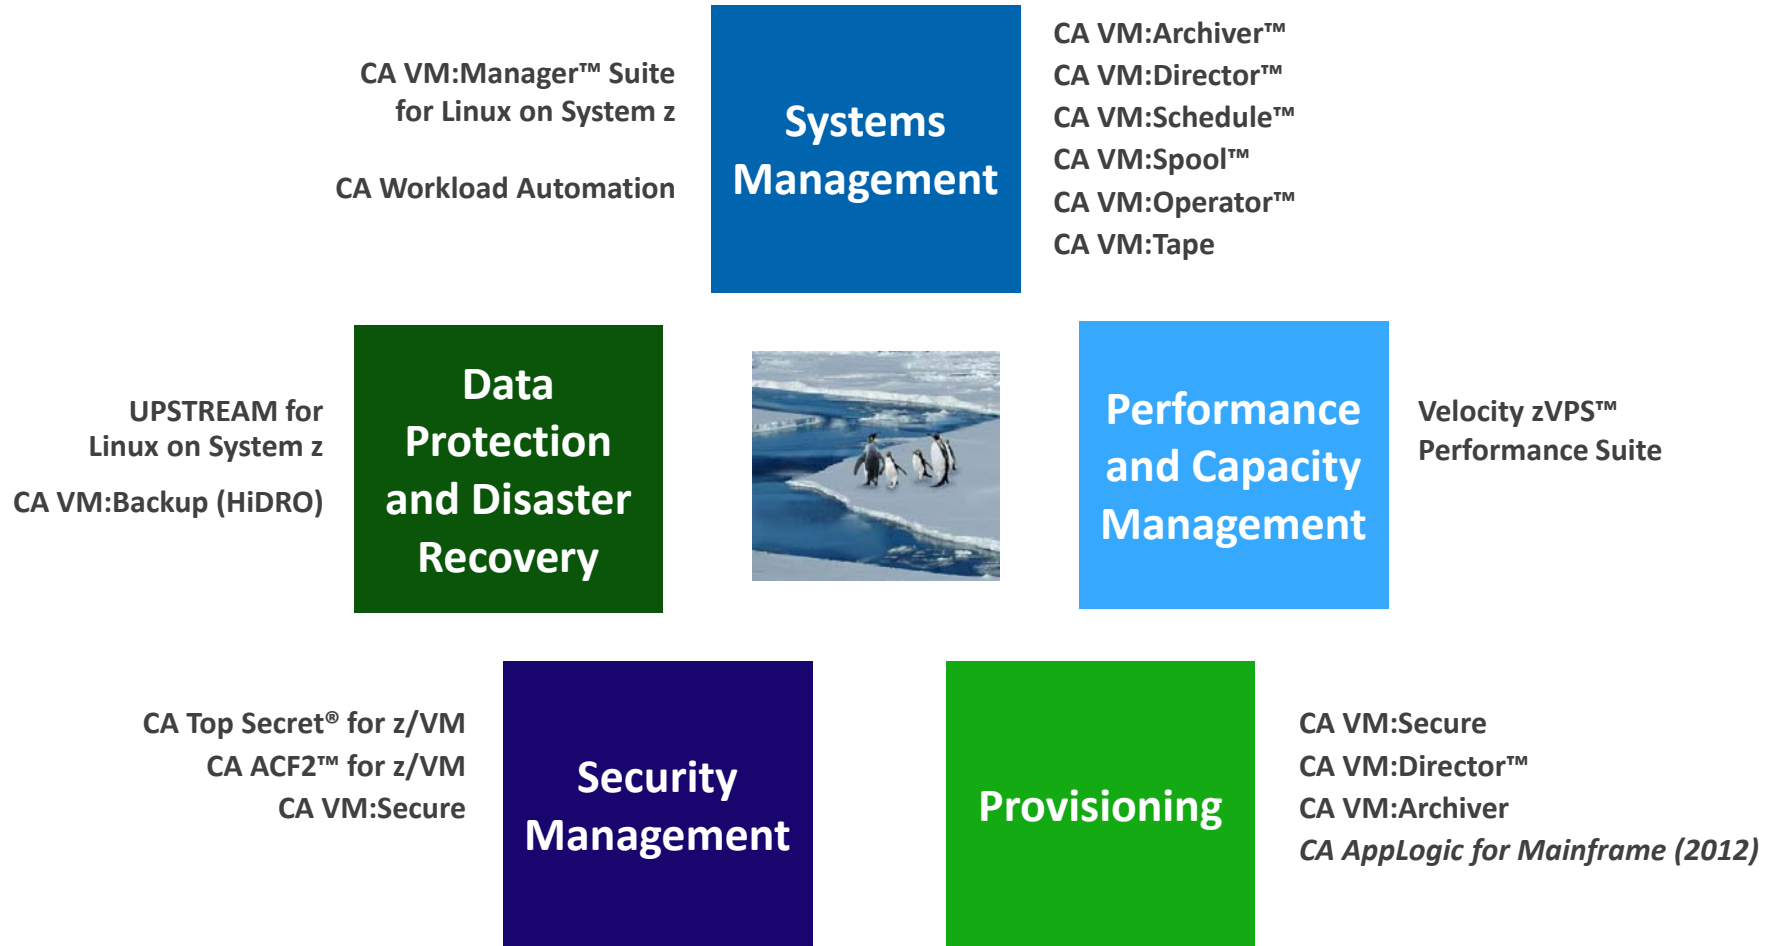 CA VM:Manager™ Suite
for Linux on System z
CA Workload Automation
Systems
Management
CA VM:Archiver™
CA VM:Director™
CA VM:Schedule™
CA VM:Spool™
CA VM:Operator™
CA VM:Tape
UPSTREAM for
Linux on System z
CA VM:Backup (HiDRO)
Data
Protection
and Disaster
Recovery
Performance
and Capacity
Management
Velocity zVPS™
Performance Suite
CA Top Secret® for z/VM
CA ACF2™ for z/VM
CA VM:Secure
Security
Management
Provisioning
CA VM:Secure
CA VM:Director™
CA VM:Archiver
CA AppLogic for Mainframe (2012)